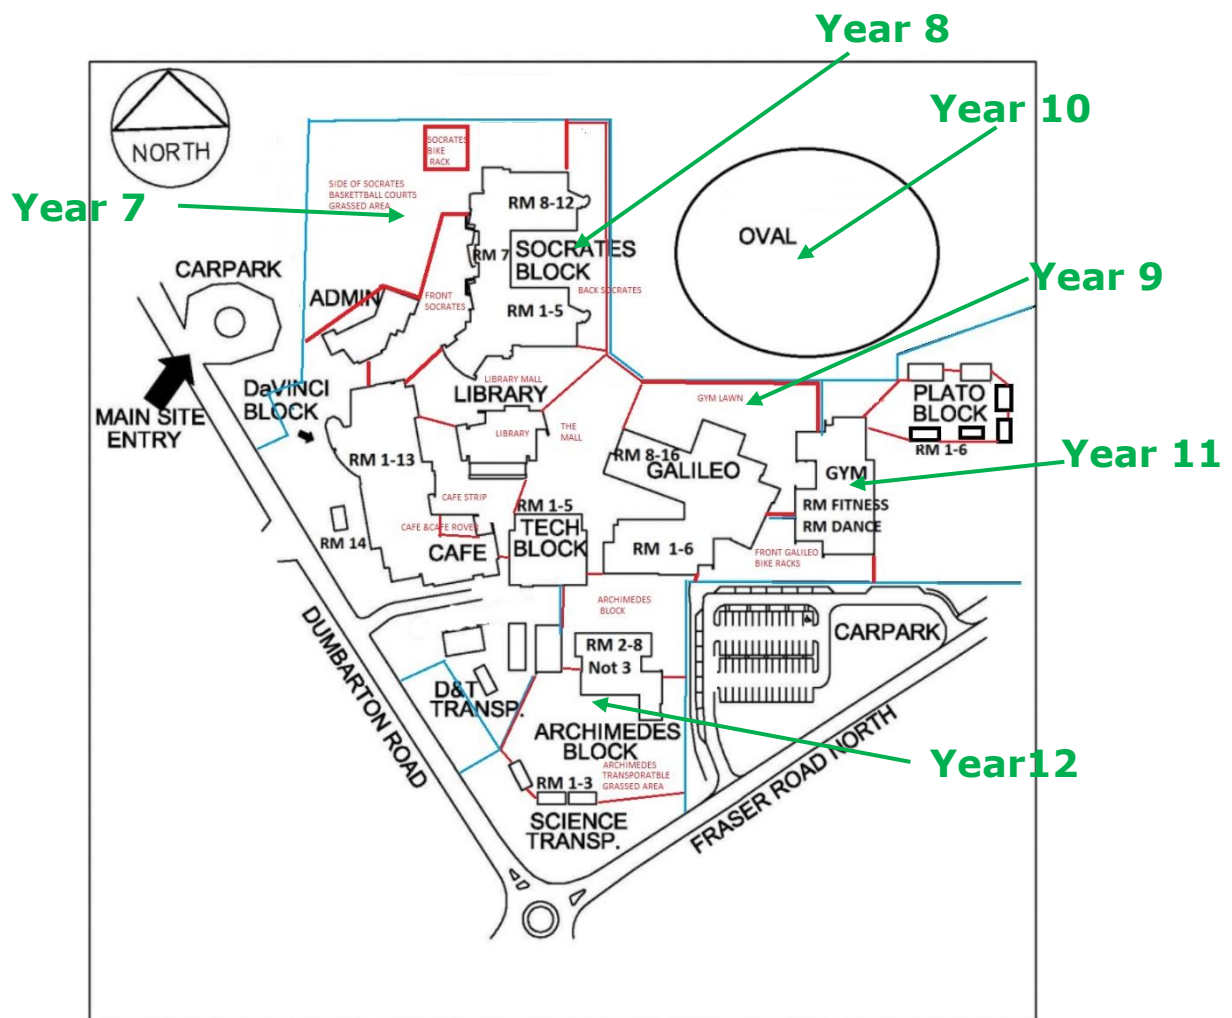 Year 8
Year 10
NORTH
SOCRATES
BIKE
RACK
SIDE OF SOCRATES
BASKETTBALL COURTS
GRASSED AREA
Year 7
RM 8-12
OVAL
RM 7
SOCRATES
BLOCK
Year 9
CARPARK
ADMIN
FRONT
SOCRATES
BACK SOCRATES
RM 1-5
LIBRARY MALL
LIBRARY
GYM LAWN
DaVINCI
BLOCK
PLATO
BLOCK
RM 1-6
MAIN SITE
ENTRY
LIBRARY
THE
MALL
RM 1-13
RM 8-16
GALILEO
GYM
Year 11
CAFE STRIP
RM 1-5
RM FITNESS
CAFE &CAFE ROVER
TECH
BLOCK
RM DANCE
RM 14
CAFE
RM 1-6
FRONT GALILEO
BIKE RACKS
ARCHIMEDES
BLOCK
DUMBARTON ROAD
RM 2-8
Not 3
CARPARK
D&T
TRANSP.
ARCHIMEDES
BLOCK
FRASER ROAD NORTH
Year12
ARCHIMEDES
TRANSPORATBLE
GRASSED AREA
RM 1-3
SCIENCE
TRANSP.